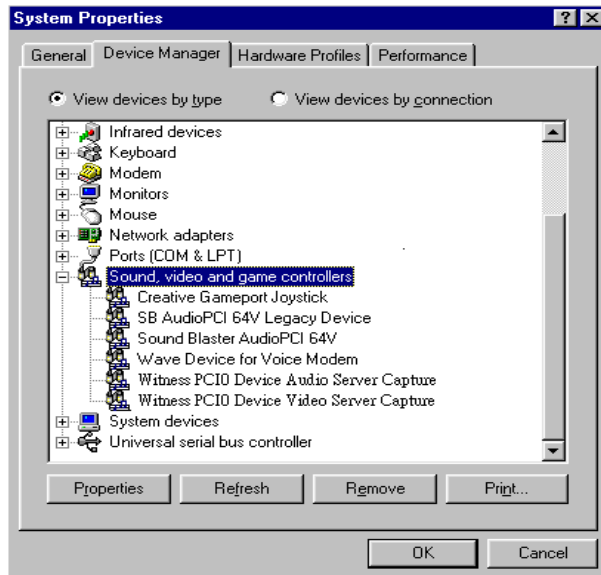 System Properties
General Device Manager Hardware Profiles Performance
View devices by type View devices by connection
Infrared devices
Keyboard
Modem
Monitors
Mouse
Network adapters
Ports (COM & LPT)
Sound, video and game controllers
Creative Gameport Joystick
SB AudioPCI 64V Legacy Device
Sound Blaster AudioPCI 64V
Wave Device for Voice Modem
Witness PCI0 Device Audio Server Capture
Witness PCI0 Device Video Server Capture
System devices
Universal serial bus controller
Properties Refresh Remove Print...
OK Cancel